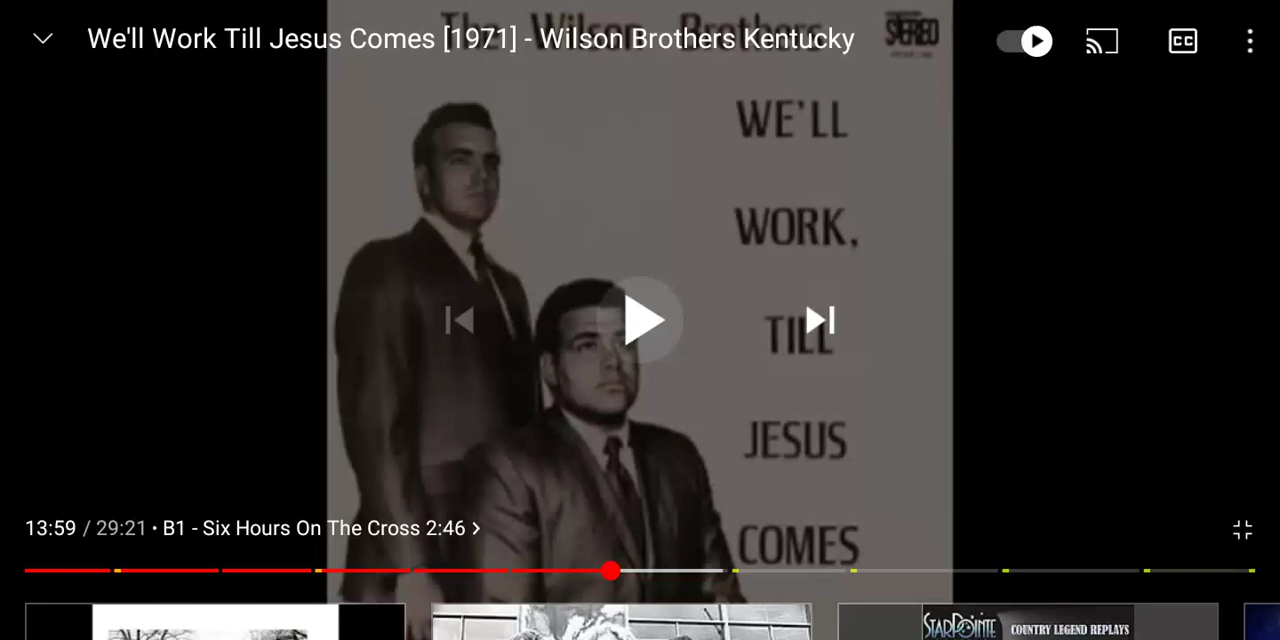 We'll Work Till Jesus Comes [1971] - Wilson Brothers Kentucky
The Wilson Brothers
STEREO
CC
WE'LL
WORK,
TILL
JESUS
COMES
13:59 / 29:21 • B1 - Six Hours On The Cross 2:46 >
STARPOINTE COUNTRY LEGEND REPLAYS